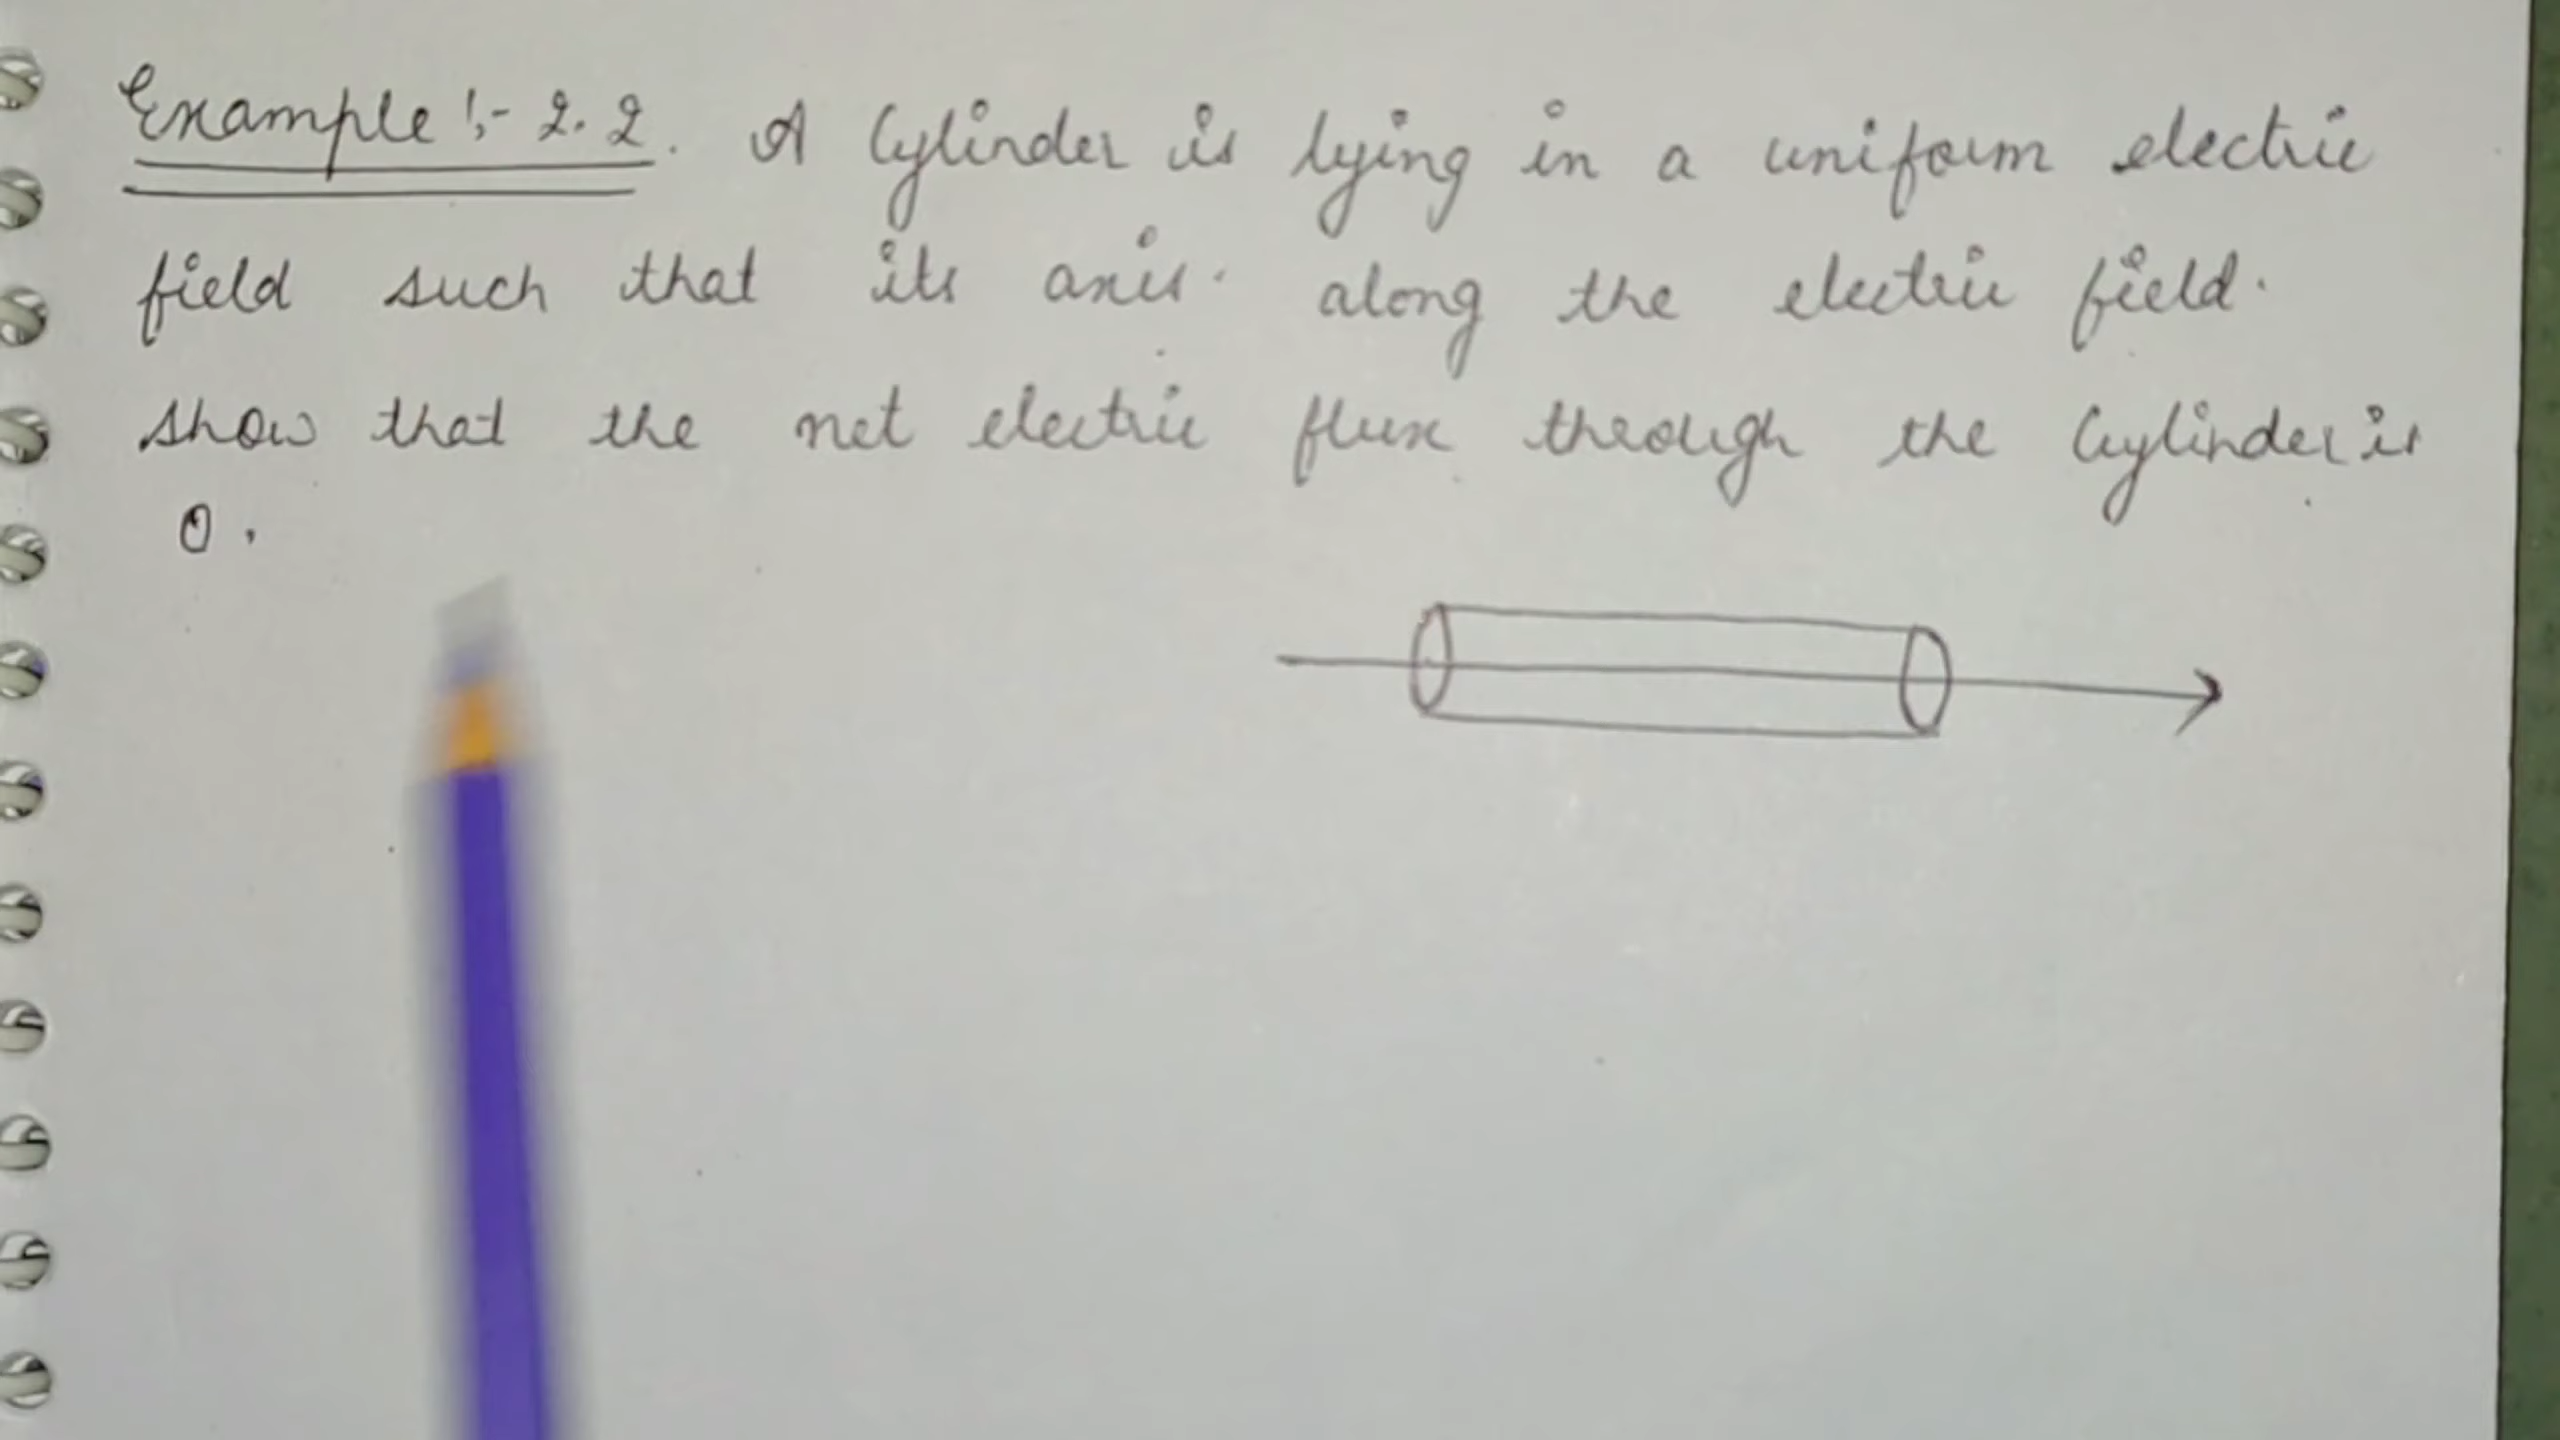 Example :- 2.2. A Cylinder is lying in a uniform electric
field such that its axis. along the electric field.
show that the net electric flux through the Cylinder is
0.